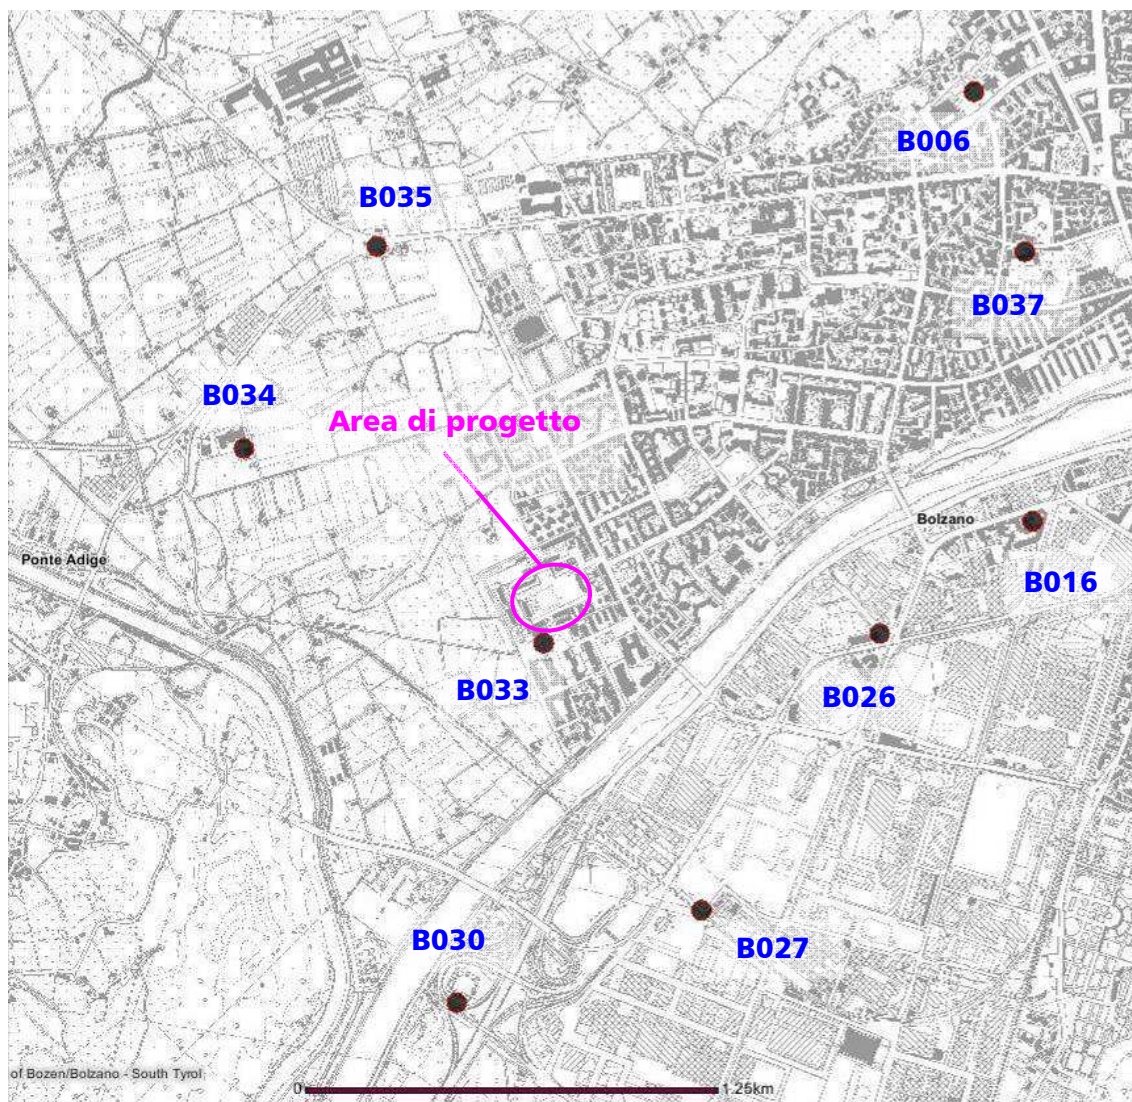 B006
B035
B037
B034
Area di progetto
Bolzano
Ponte Adige
B016
B033
B026
B030
B027
of Bozen/Bolzano - South Tyrol
0 1.25km